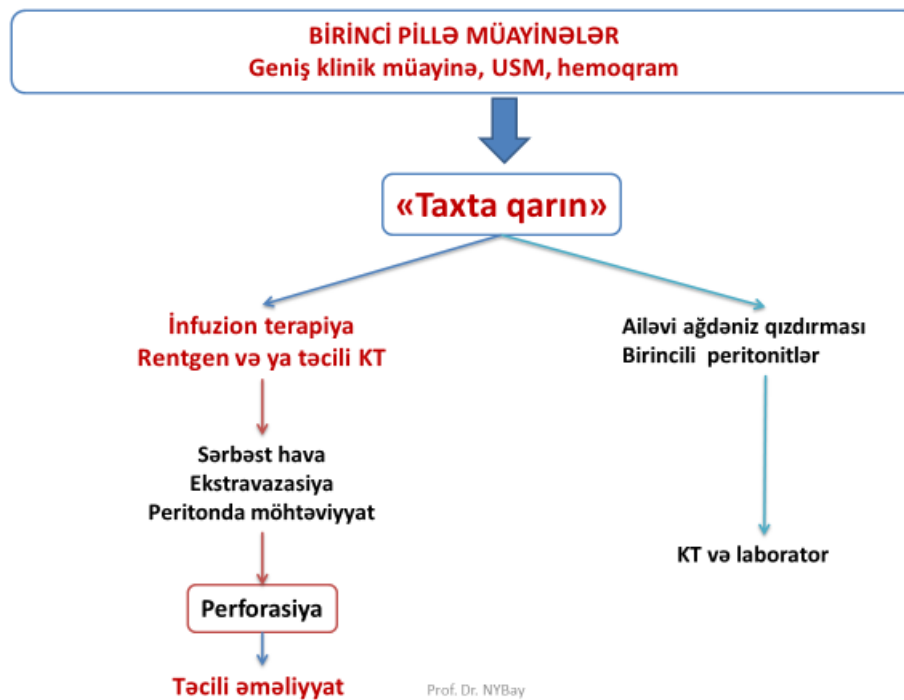 BİRİNCİ PİLLƏ MÜAYİNƏLƏR
Geniş klinik müayinə, USM, hemoqram
«Taxta qarın»
İnfuzion terapiya
Rentgen və ya təcili KT
Ailəvi ağdəniz qızdırması
Birincili peritonitlər
Sərbəst hava
Ekstravazasiya
Peritonda möhtəviyyat
KT və laborator
Perforasiya
Təcili əməliyyat
Prof. Dr. NYBay